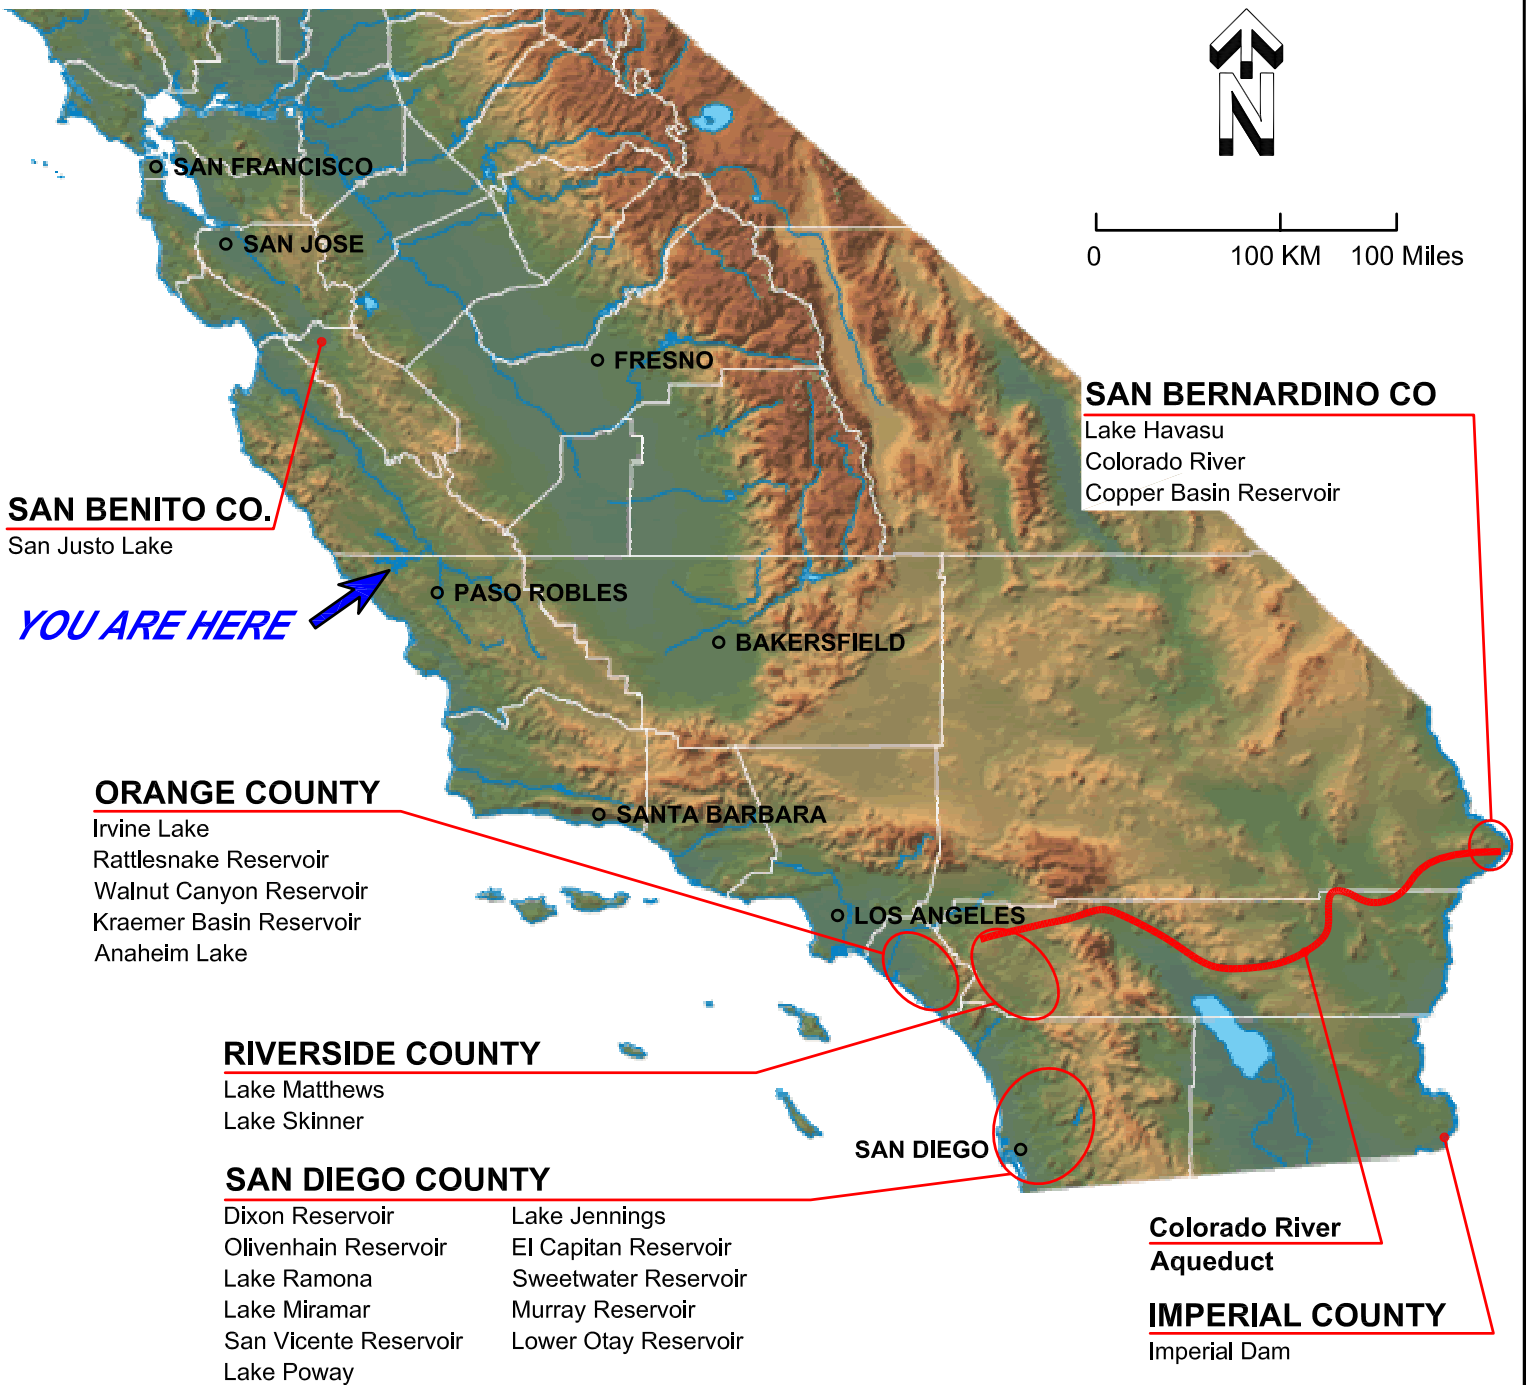 N
SAN FRANCISCO
SAN JOSE
0 100 KM 100 Miles
FRESNO
SAN BERNARDINO CO
Lake Havasu
Colorado River
Copper Basin Reservoir
SAN BENITO CO.
San Justo Lake
PASO ROBLES
YOU ARE HERE
BAKERSFIELD
ORANGE COUNTY
Irvine Lake
Rattlesnake Reservoir
Walnut Canyon Reservoir
Kraemer Basin Reservoir
Anaheim Lake
SANTA BARBARA
LOS ANGELES
RIVERSIDE COUNTY
Lake Matthews
Lake Skinner
SAN DIEGO
SAN DIEGO COUNTY
Dixon Reservoir
Olivenhain Reservoir
Lake Ramona
Lake Miramar
San Vicente Reservoir
Lake Poway
Lake Jennings
El Capitan Reservoir
Sweetwater Reservoir
Murray Reservoir
Lower Otay Reservoir
Colorado River
Aqueduct
IMPERIAL COUNTY
Imperial Dam